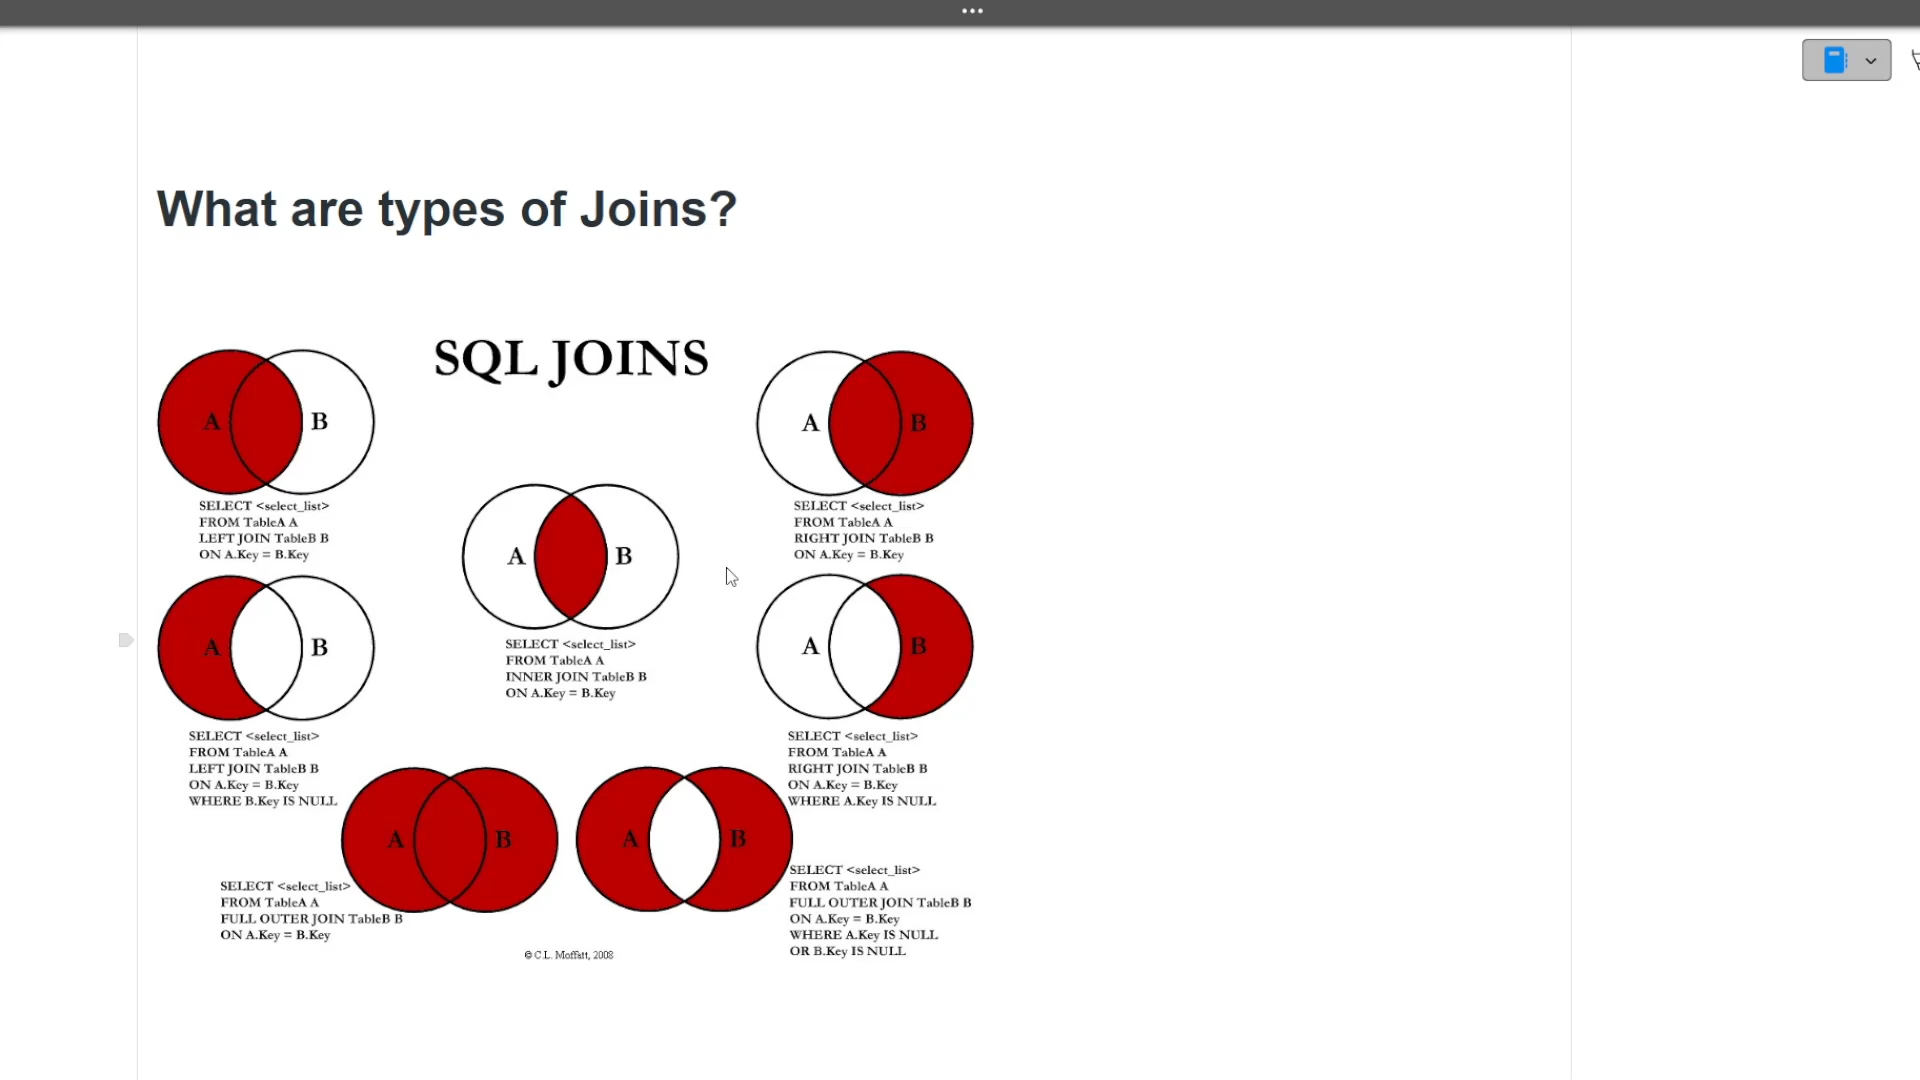 What are types of Joins?
SQL JOINS
A B
SELECT <select_list>
FROM TableA A
LEFT JOIN TableB B
ON A.Key = B.Key
A B
SELECT <select_list>
FROM TableA A
RIGHT JOIN TableB B
ON A.Key = B.Key
A B
SELECT <select_list>
FROM TableA A
INNER JOIN TableB B
ON A.Key = B.Key
A B
SELECT <select_list>
FROM TableA A
LEFT JOIN TableB B
ON A.Key = B.Key
WHERE B.Key IS NULL
A B
SELECT <select_list>
FROM TableA A
RIGHT JOIN TableB B
ON A.Key = B.Key
WHERE A.Key IS NULL
A B
SELECT <select_list>
FROM TableA A
FULL OUTER JOIN TableB B
ON A.Key = B.Key
A B
SELECT <select_list>
FROM TableA A
FULL OUTER JOIN TableB B
ON A.Key = B.Key
WHERE A.Key IS NULL
OR B.Key IS NULL
© C.L. Moffatt, 2008